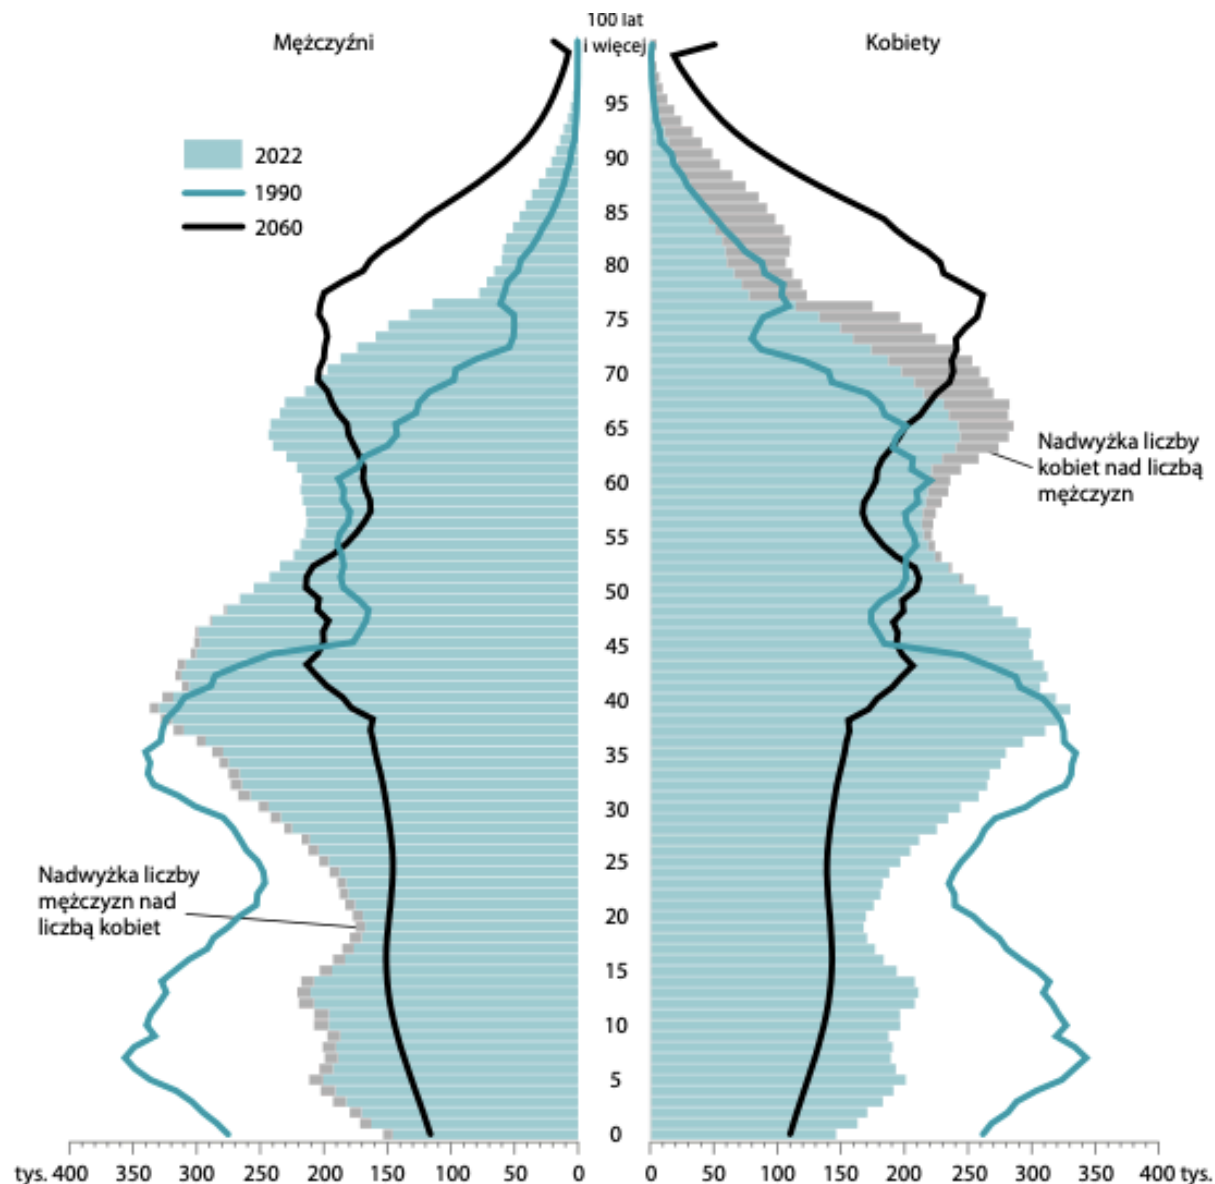 Mężczyźni
100 lat
i więcej
Kobiety
2022
1990
2060
95
90
85
80
75
70
65
60
55
50
45
40
35
30
25
20
15
10
5
0
Nadwyżka liczby
kobiet nad liczbą
mężczyzn
Nadwyżka liczby
mężczyzn nad
liczbą kobiet
tys. 400 350 300 250 200 150 100 50 0
0 50 100 150 200 250 300 350 400 tys.